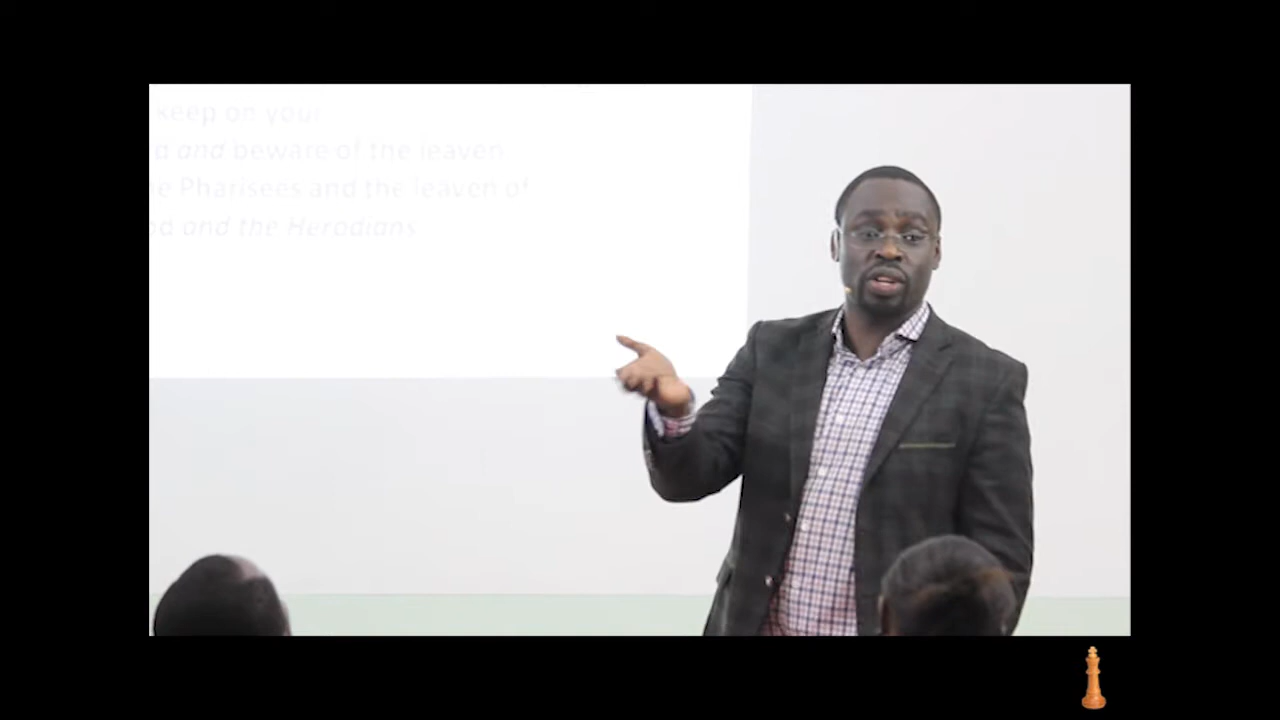 keep on your
and beware of the leaven
Pharisees and the leaven of
and the Herodians